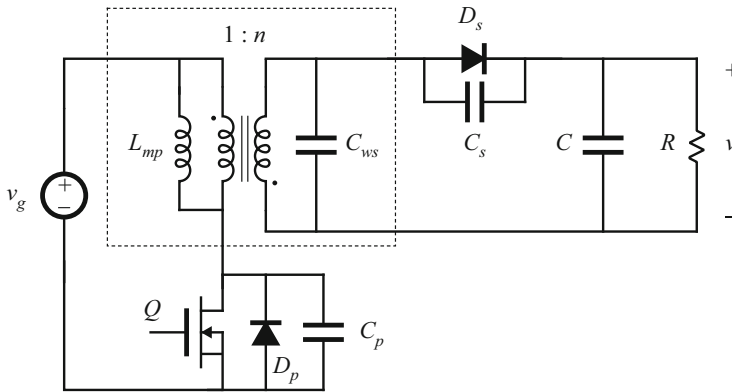 1 : n
D_s
L_mp
C_ws
C_s
C
R
+
v
−
v_g
+
−
Q
D_p
C_p